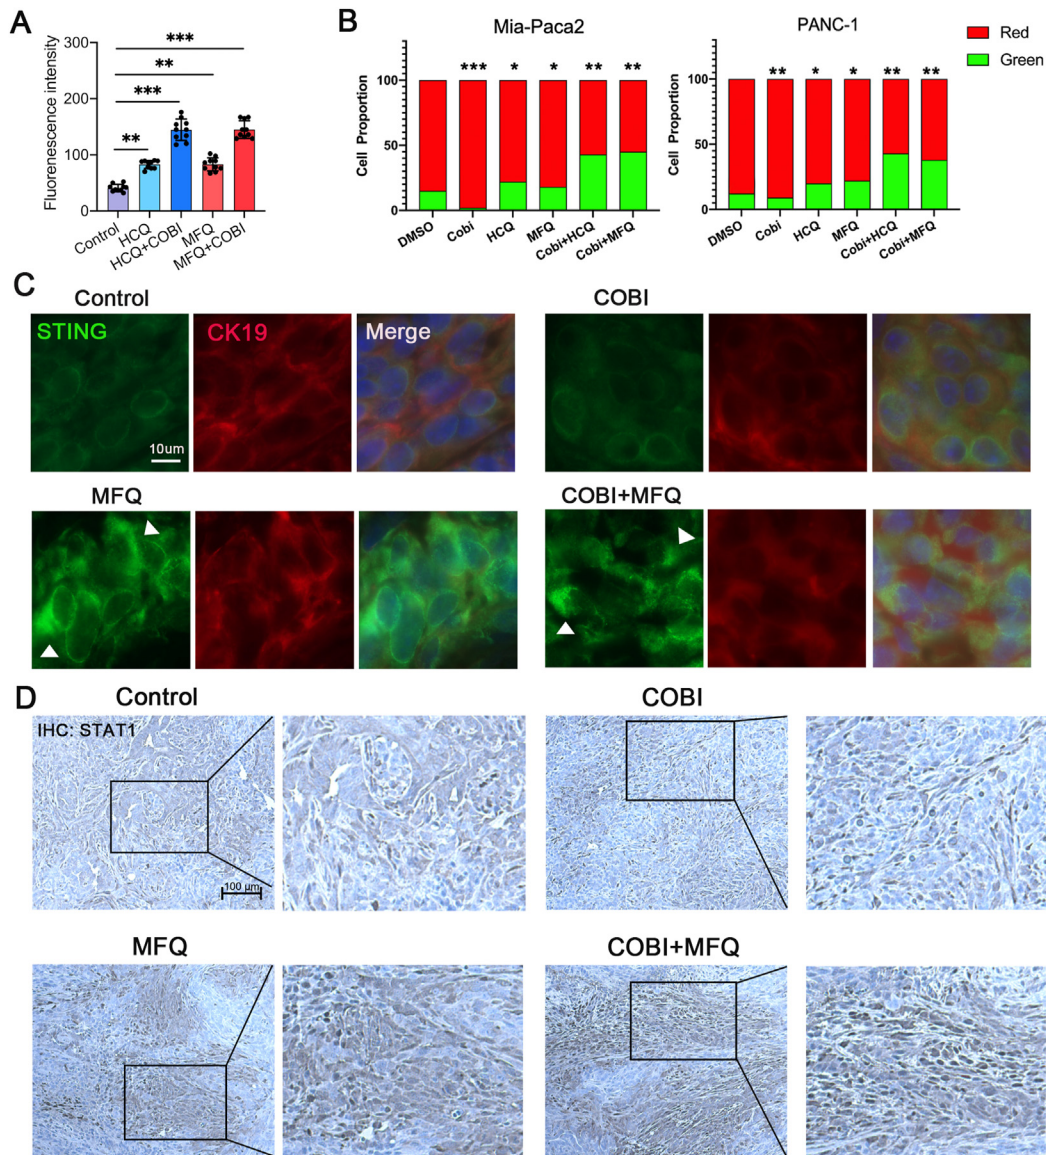 A
Fluorescence intensity
300
200
100
0
***
**
***
**
Control
HCQ
HCQ+COBI
MFQ
MFQ+COBI
B
Mia-Paca2
Cell Proportion
100
50
0
*** * * ** **
DMSO
Cobi
HCQ
MFQ
Cobi+HCQ
Cobi+MFQ
PANC-1
Cell Proportion
100
50
0
** * * ** **
DMSO
Cobi
HCQ
MFQ
Cobi+HCQ
Cobi+MFQ
Red
Green
C
Control
COBI
STING
CK19
Merge
10um
MFQ
COBI+MFQ
D
Control
COBI
IHC: STAT1
100 µm
MFQ
COBI+MFQ